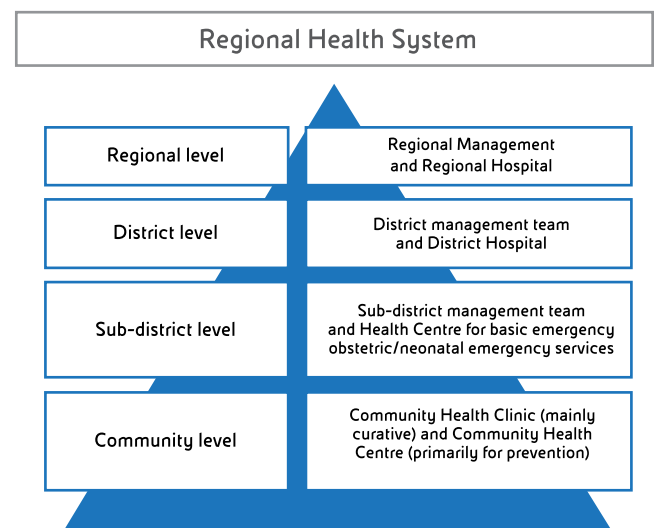 Regional Health System
Regional level
Regional Management
and Regional Hospital
District level
District management team
and District Hospital
Sub-district level
Sub-district management team
and Health Centre for basic emergency
obstetric/neonatal emergency services
Community level
Community Health Clinic (mainly
curative) and Community Health
Centre (primarily for prevention)